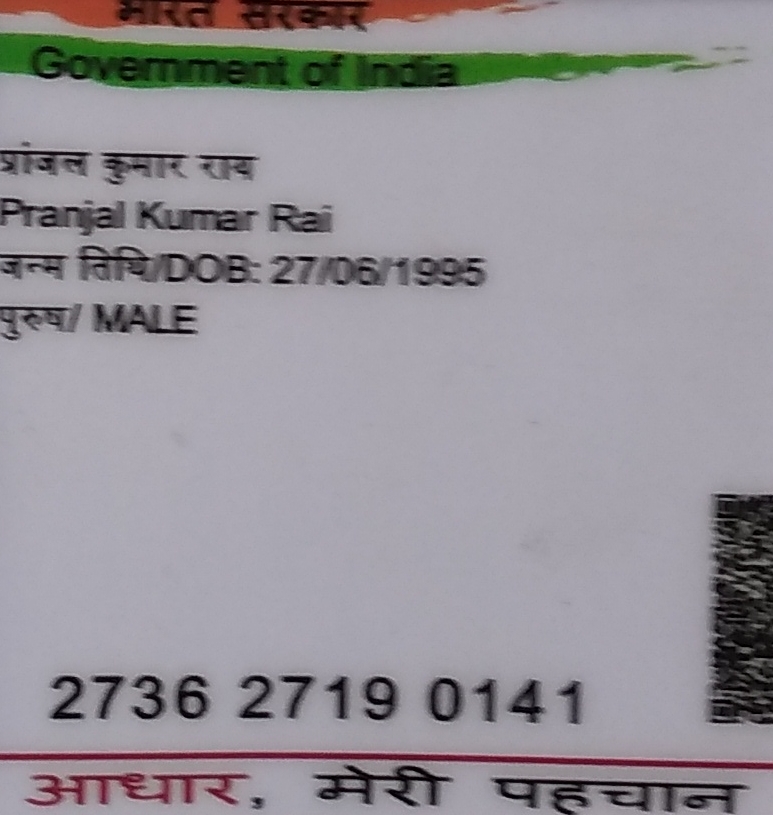 भारत सरकार
Government of India
प्रांजल कुमार राय
Pranjal Kumar Rai
जन्म तिथि/DOB: 27/06/1995
पुरुष/ MALE
2736 2719 0141
आधार, मेरी पहचान